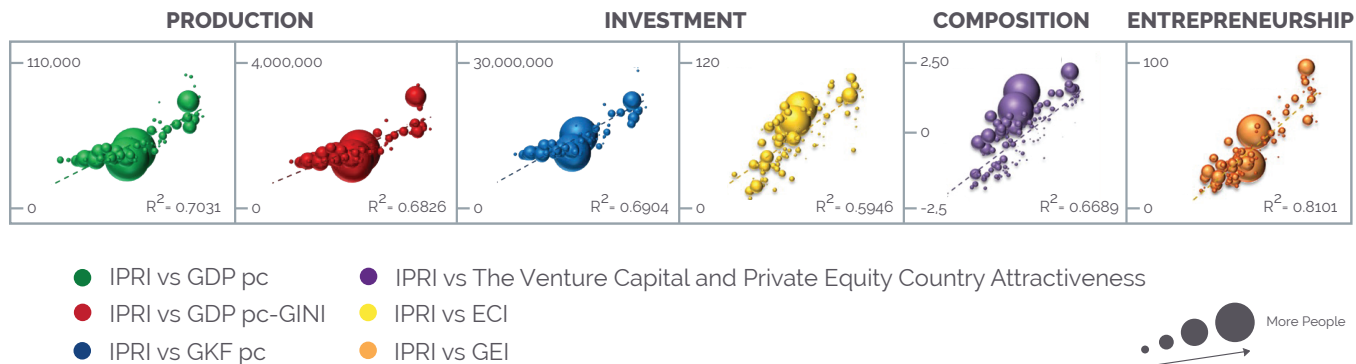 PRODUCTION INVESTMENT COMPOSITION ENTREPRENEURSHIP
110,000 4,000,000 30,000,000 120 2,50 100
0
0 R² = 0.7031 0 R² = 0.6826 0 R² = 0.6904 0 R² = 0.5946 -2,5 R² = 0.6689 0 R² = 0.8101
IPRI vs GDP pc IPRI vs The Venture Capital and Private Equity Country Attractiveness
IPRI vs GDP pc-GINI IPRI vs ECI
More People
IPRI vs GKF pc IPRI vs GEI